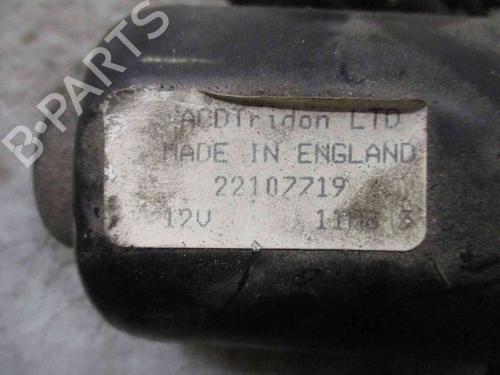 ACDTridon LTD
MADE IN ENGLAND
22107719
12V
B-PARTS